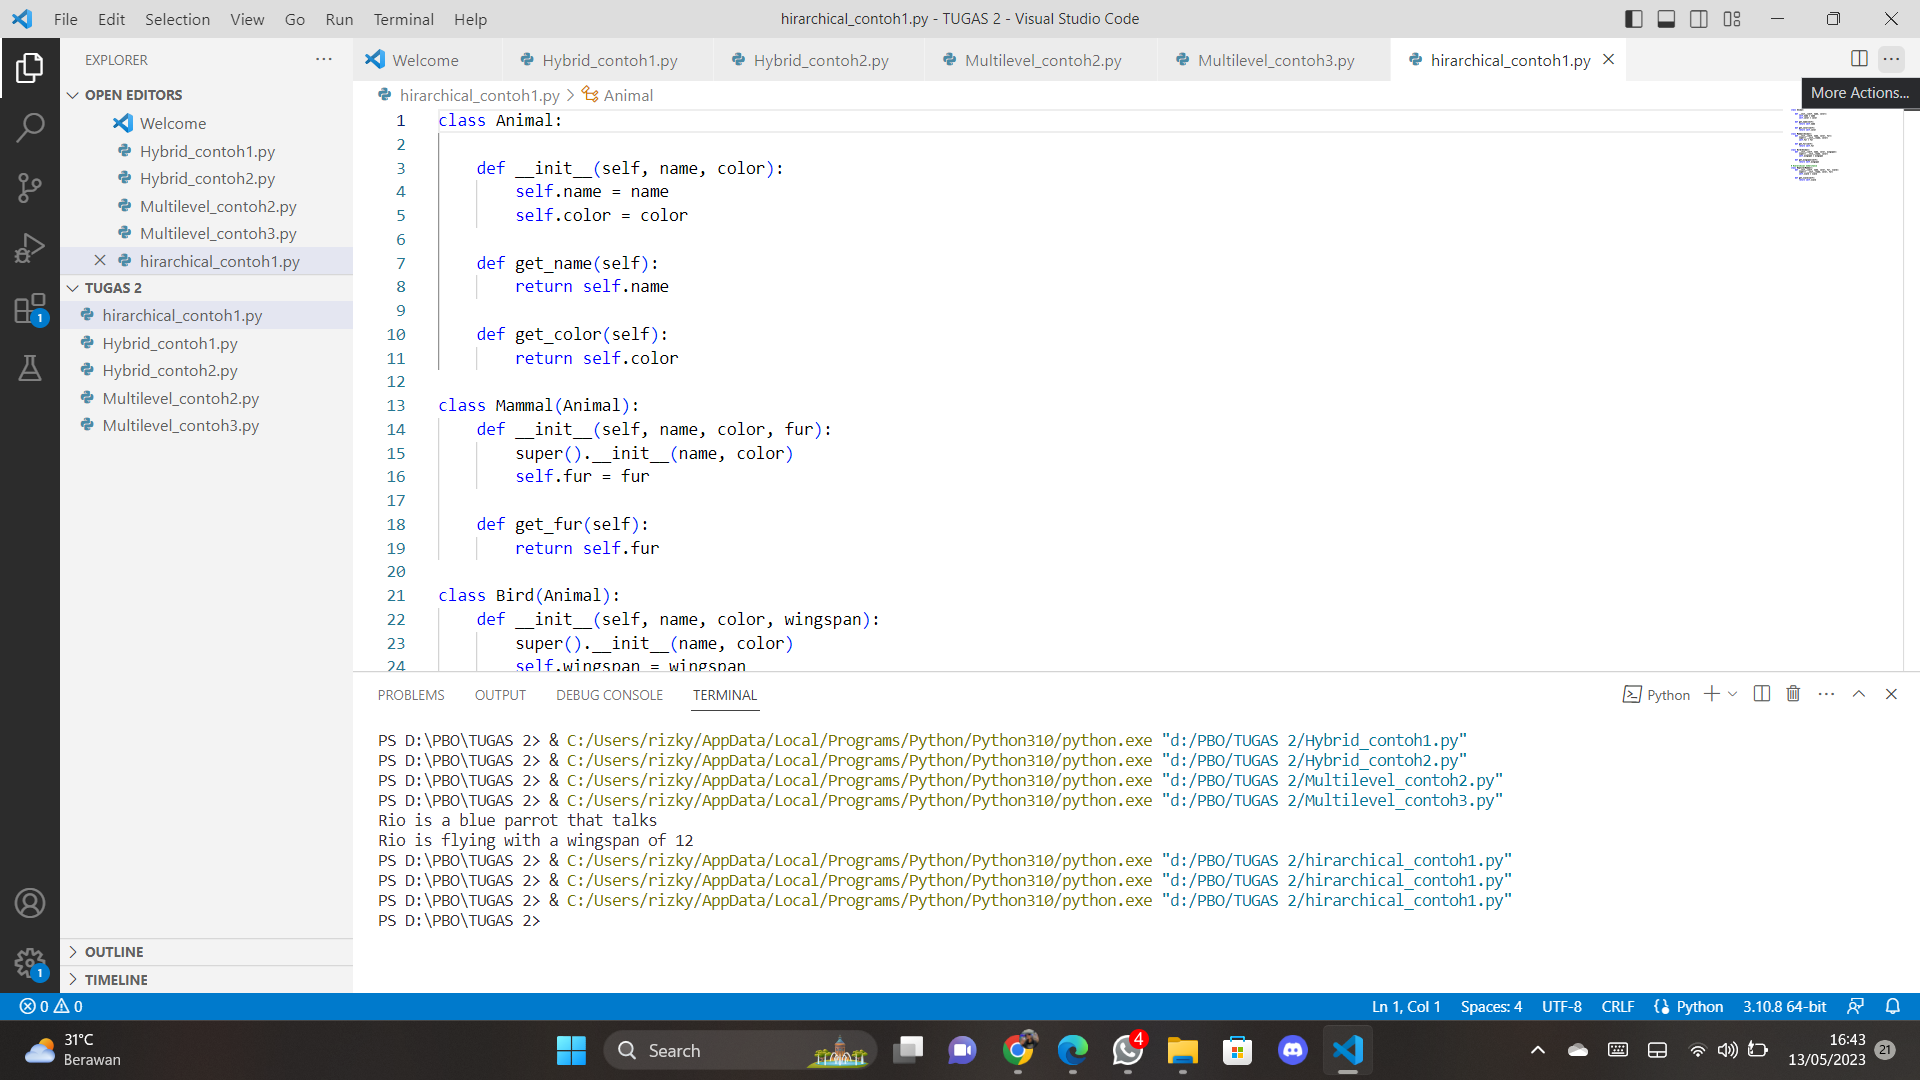 File Edit Selection View Go Run Terminal Help
hirarchical_contoh1.py - TUGAS 2 - Visual Studio Code
EXPLORER
Welcome Hybrid_contoh1.py Hybrid_contoh2.py Multilevel_contoh2.py Multilevel_contoh3.py hirarchical_contoh1.py
More Actions...
OPEN EDITORS
Welcome
Hybrid_contoh1.py
Hybrid_contoh2.py
Multilevel_contoh2.py
Multilevel_contoh3.py
hirarchical_contoh1.py
TUGAS 2
hirarchical_contoh1.py
Hybrid_contoh1.py
Hybrid_contoh2.py
Multilevel_contoh2.py
Multilevel_contoh3.py
OUTLINE
TIMELINE
1
1
hirarchical_contoh1.py > Animal
1 class Animal:
2
3 def __init__(self, name, color):
4 self.name = name
5 self.color = color
6
7 def get_name(self):
8 return self.name
9
10 def get_color(self):
11 return self.color
12
13 class Mammal(Animal):
14 def __init__(self, name, color, fur):
15 super().__init__(name, color)
16 self.fur = fur
17
18 def get_fur(self):
19 return self.fur
20
21 class Bird(Animal):
22 def __init__(self, name, color, wingspan):
23 super().__init__(name, color)
24 self.wingspan = wingspan
PROBLEMS OUTPUT DEBUG CONSOLE TERMINAL
Python
PS D:\PBO\TUGAS 2> & C:/Users/rizky/AppData/Local/Programs/Python/Python310/python.exe "d:/PBO/TUGAS 2/Hybrid_contoh1.py"
PS D:\PBO\TUGAS 2> & C:/Users/rizky/AppData/Local/Programs/Python/Python310/python.exe "d:/PBO/TUGAS 2/Hybrid_contoh2.py"
PS D:\PBO\TUGAS 2> & C:/Users/rizky/AppData/Local/Programs/Python/Python310/python.exe "d:/PBO/TUGAS 2/Multilevel_contoh2.py"
PS D:\PBO\TUGAS 2> & C:/Users/rizky/AppData/Local/Programs/Python/Python310/python.exe "d:/PBO/TUGAS 2/Multilevel_contoh3.py"
Rio is a blue parrot that talks
Rio is flying with a wingspan of 12
PS D:\PBO\TUGAS 2> & C:/Users/rizky/AppData/Local/Programs/Python/Python310/python.exe "d:/PBO/TUGAS 2/hirarchical_contoh1.py"
PS D:\PBO\TUGAS 2> & C:/Users/rizky/AppData/Local/Programs/Python/Python310/python.exe "d:/PBO/TUGAS 2/hirarchical_contoh1.py"
PS D:\PBO\TUGAS 2> & C:/Users/rizky/AppData/Local/Programs/Python/Python310/python.exe "d:/PBO/TUGAS 2/hirarchical_contoh1.py"
PS D:\PBO\TUGAS 2>
0 0
Ln 1, Col 1 Spaces: 4 UTF-8 CRLF Python 3.10.8 64-bit
31°C
Berawan
Search
4
16:43
13/05/2023
21